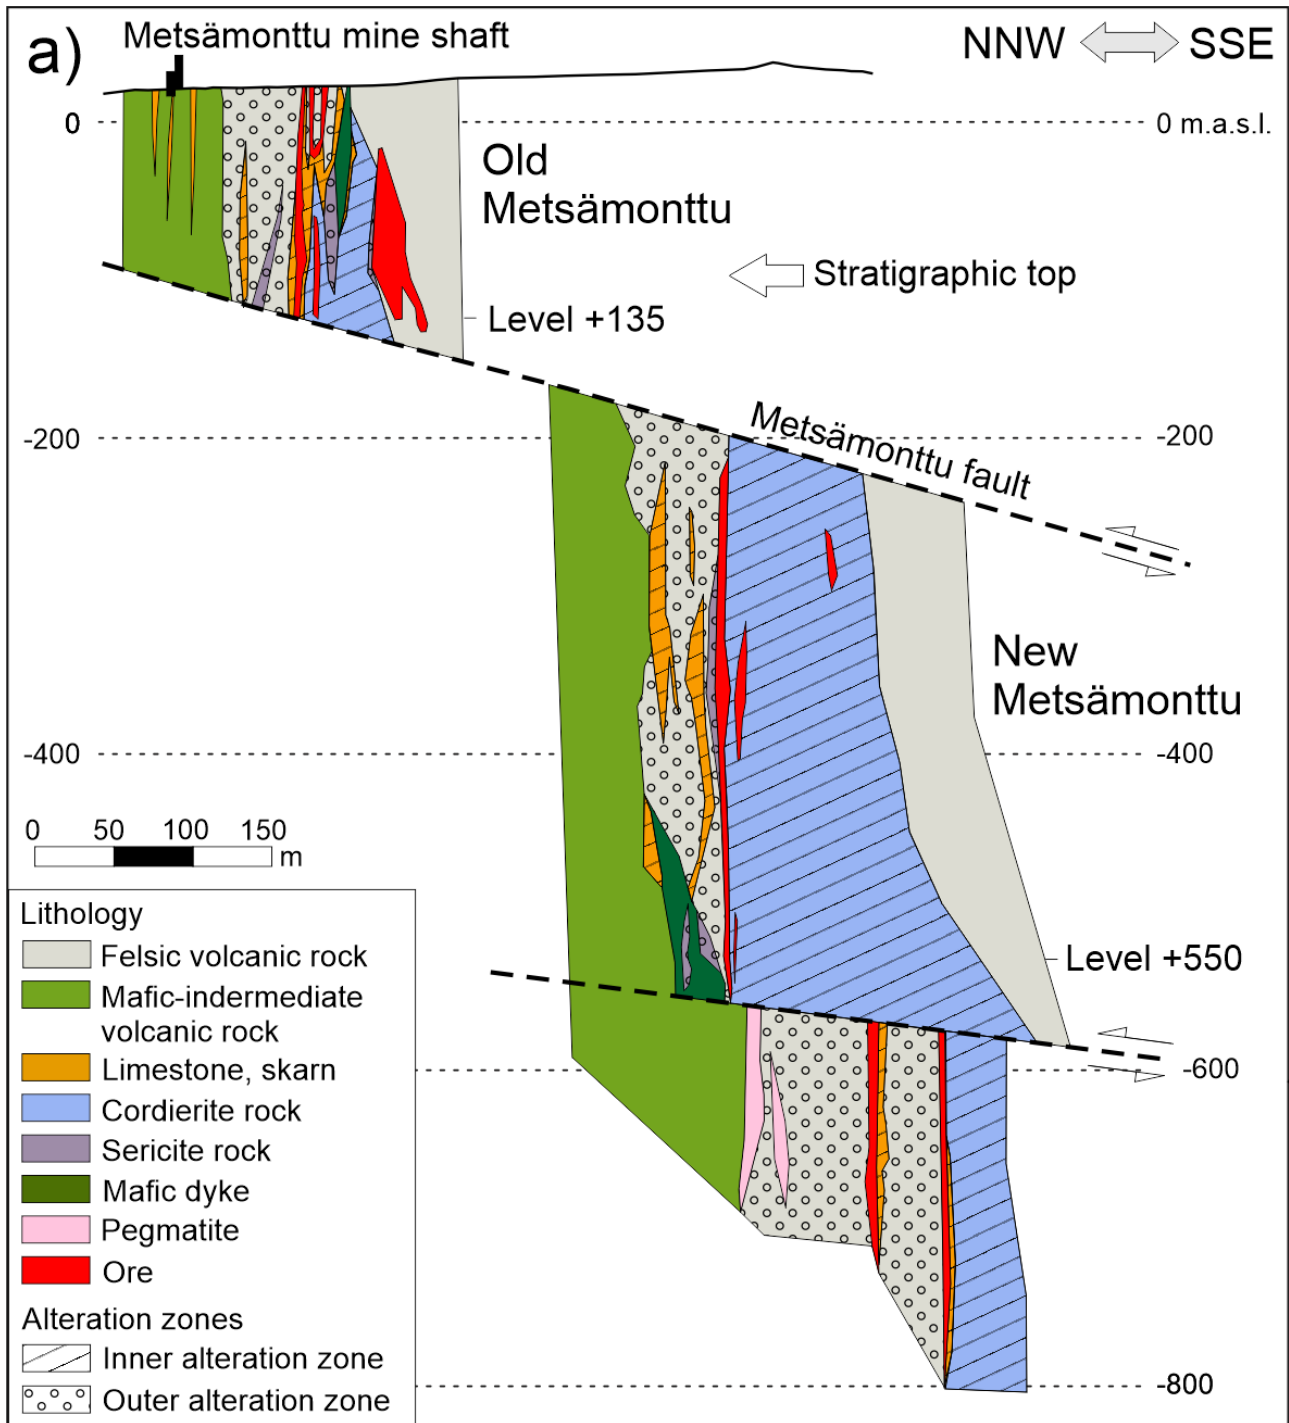 a)
Metsämonttu mine shaft
NNW SSE
0
0 m.a.s.l.
Old
Metsämonttu
Stratigraphic top
Level +135
Metsämonttu fault
-200
-200
New
Metsämonttu
-400
-400
0 50 100 150
m
Level +550
-600
-800
Lithology
Felsic volcanic rock
Mafic-indermediate
volcanic rock
Limestone, skarn
Cordierite rock
Sericite rock
Mafic dyke
Pegmatite
Ore
Alteration zones
Inner alteration zone
Outer alteration zone